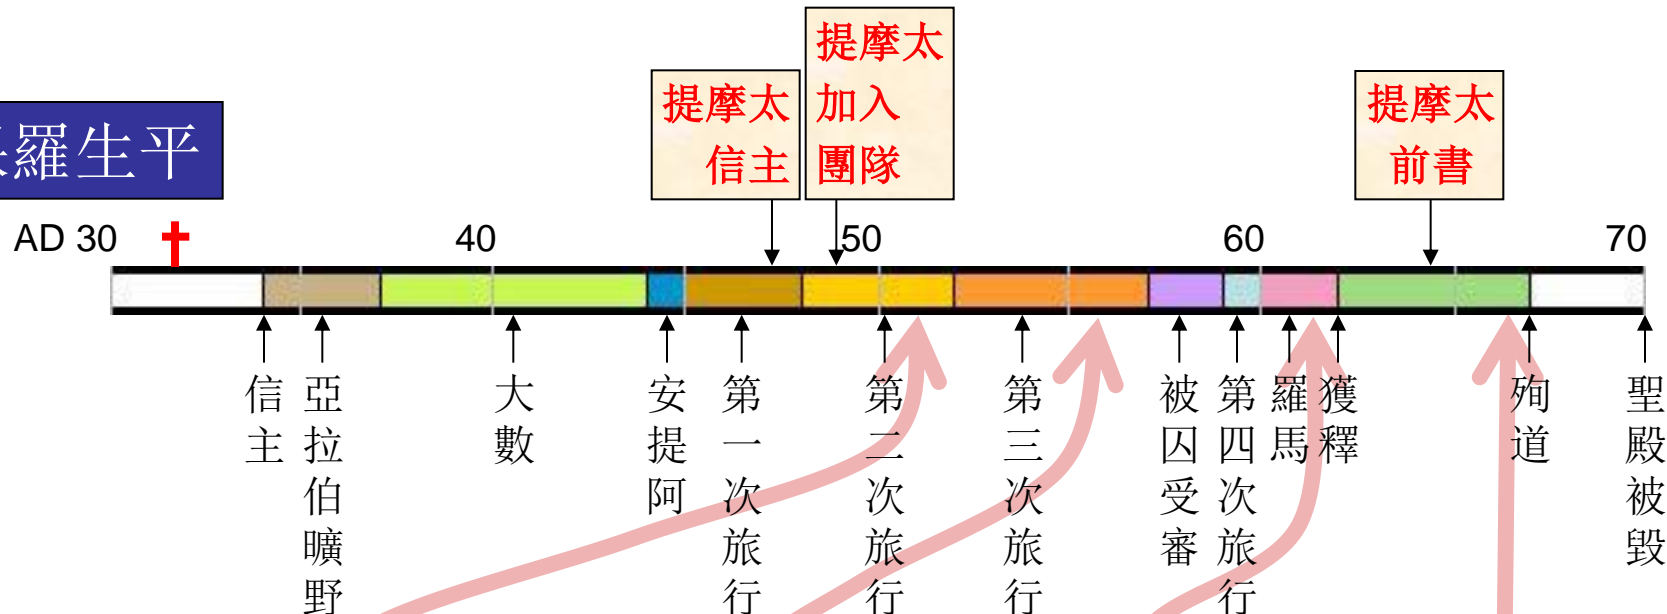 提摩太
信主
提摩太
加入
團隊
提摩太
前書
羅生平
AD 30
40
50
60
70
信主
亞拉伯曠野
大數
安提阿
第一次旅行
第二次旅行
第三次旅行
被囚受審
第四次旅行
羅馬
獲釋
殉道
聖殿被毀